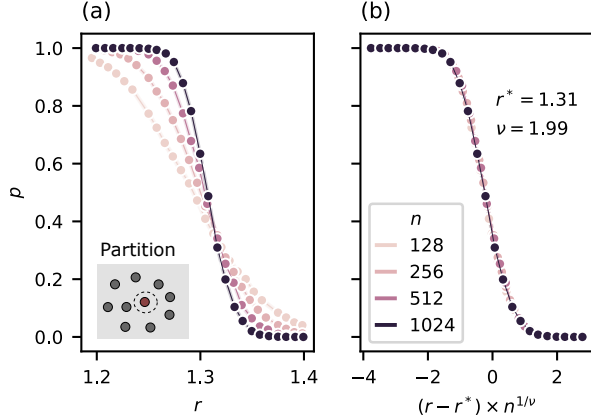 (a)
(b)
1.0
0.8
0.6
0.4
0.2
0.0
p
Partition
1.2
1.3
1.4
r
r* = 1.31
ν = 1.99
n
128
256
512
1024
−4
−2
0
2
(r − r*) × n^{1/ν}